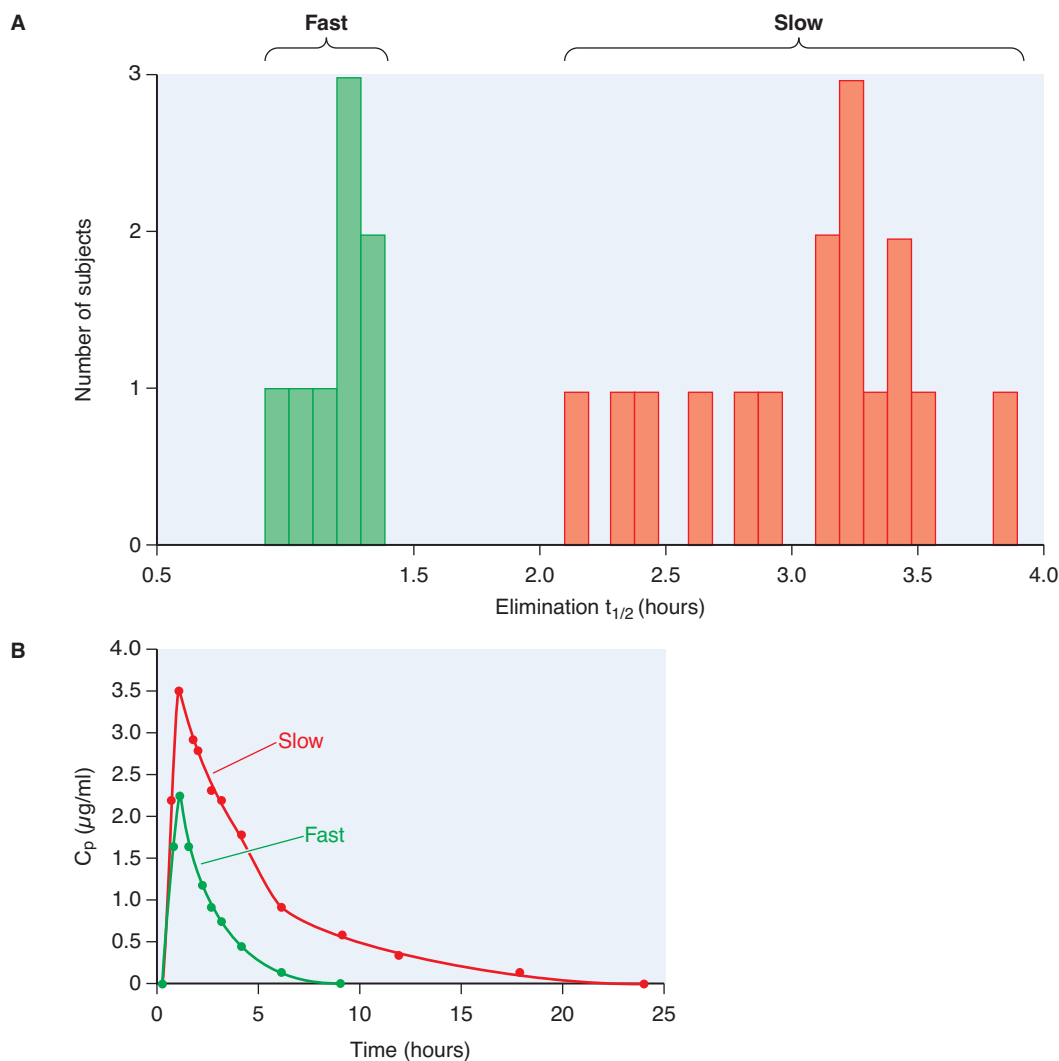 A
Fast
Slow
3
2
1
0
Number of subjects
0.5 1.5 2.0 2.5 3.0 3.5 4.0
Elimination t1/2 (hours)
B
4.0
3.5
3.0
2.5
2.0
1.5
1.0
0.5
0
Cp (µg/ml)
Slow
Fast
0 5 10 15 20 25
Time (hours)